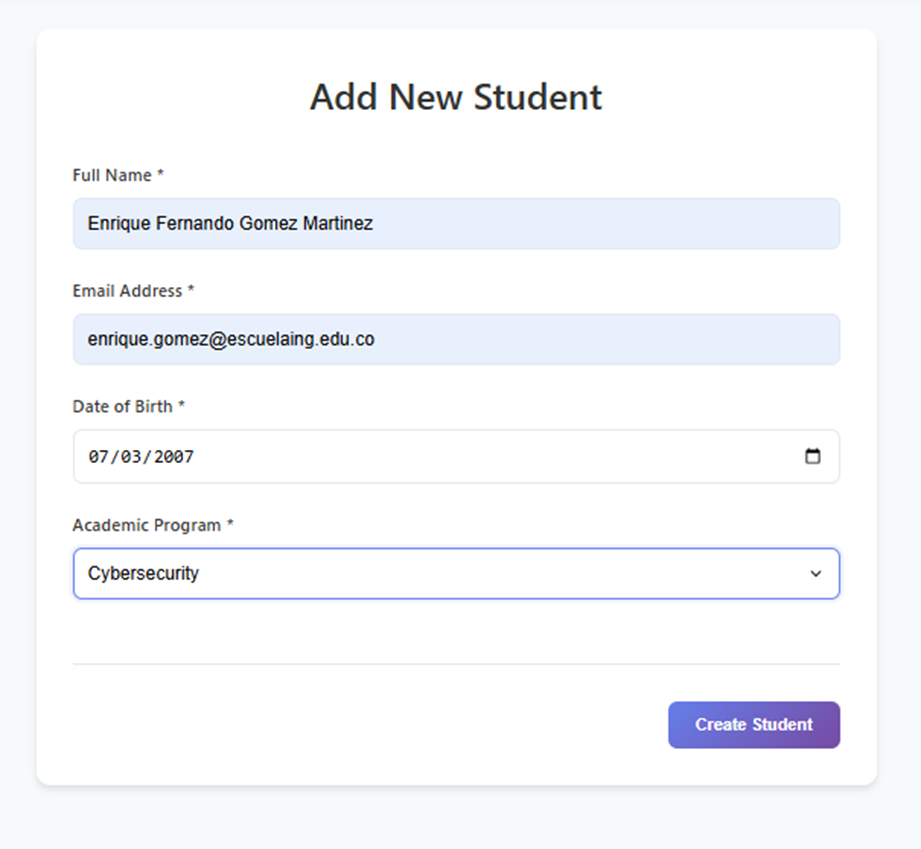 Add New Student
Full Name *
Enrique Fernando Gomez Martinez
Email Address *
enrique.gomez@escuelaing.edu.co
Date of Birth *
07/03/2007
Academic Program *
Cybersecurity
Create Student